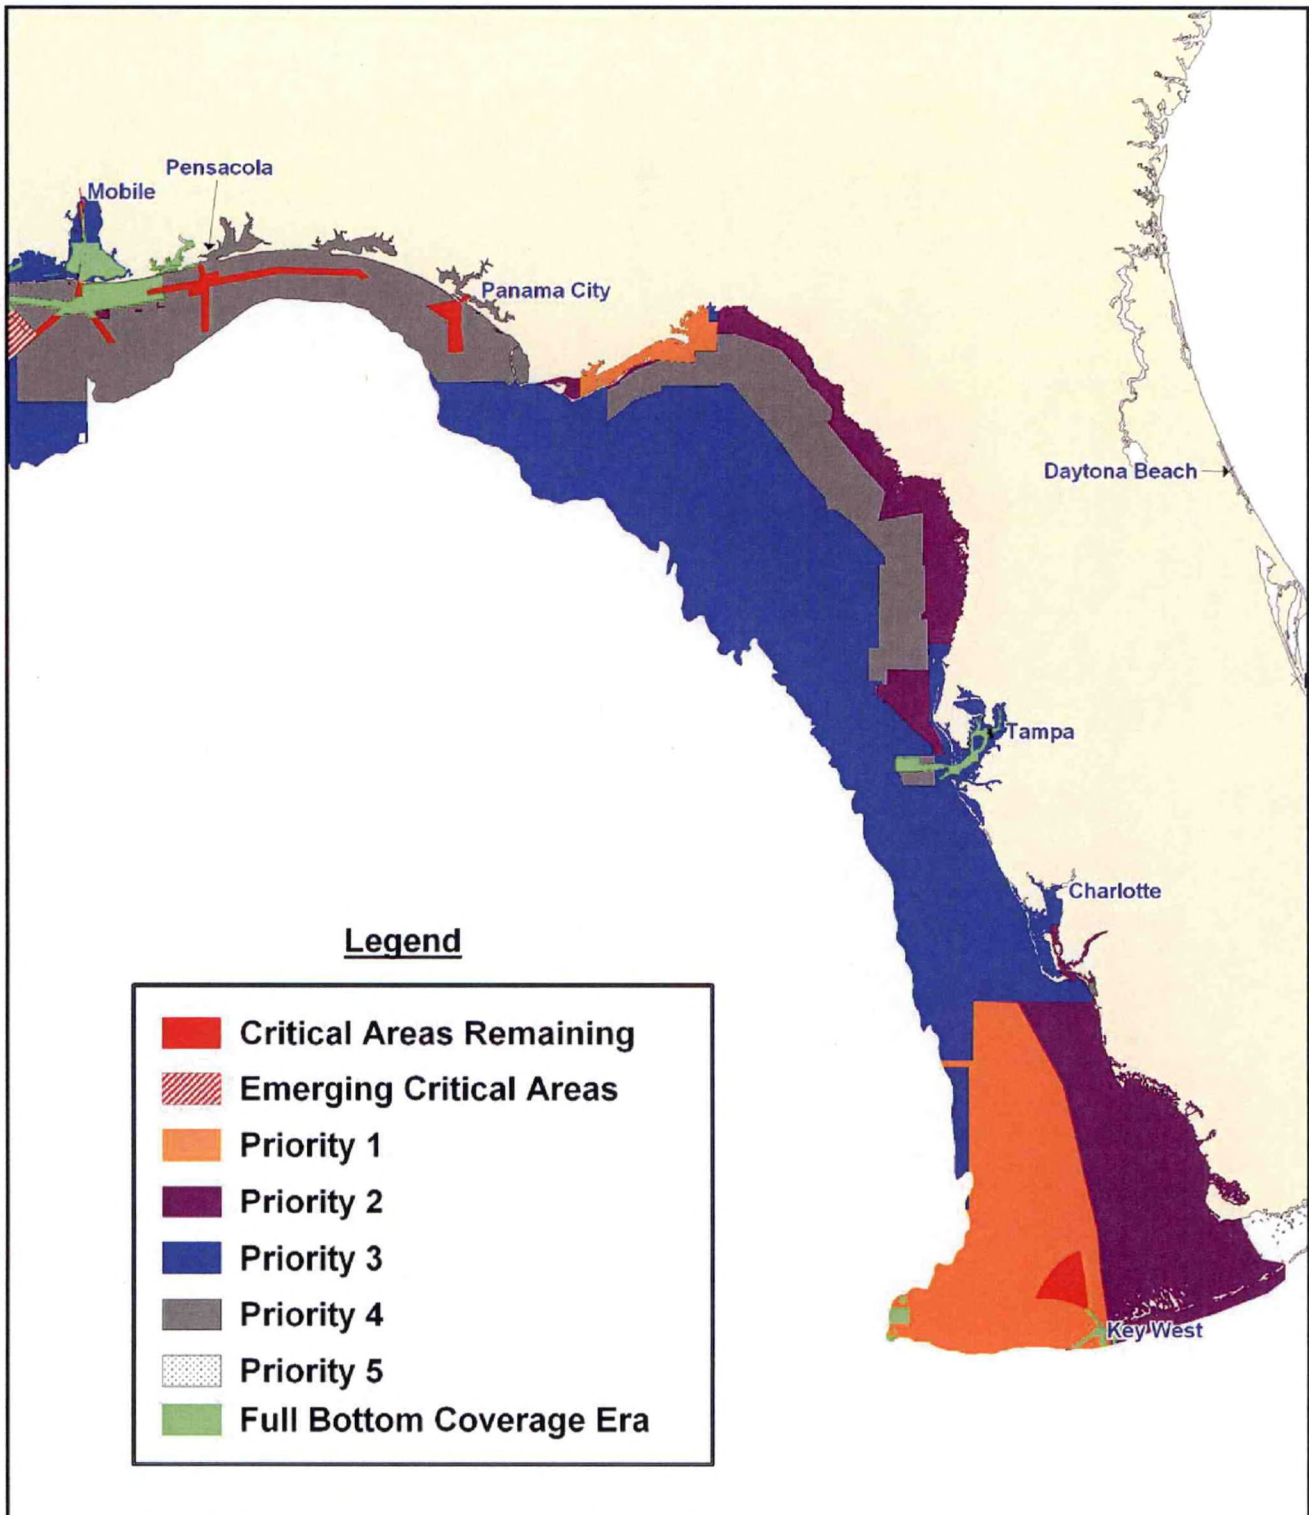 Pensacola
Mobile
Panama City
Daytona Beach
Tampa
Charlotte
Legend
Critical Areas Remaining
Emerging Critical Areas
Priority 1
Priority 2
Priority 3
Priority 4
Priority 5
Full Bottom Coverage Era
Key West